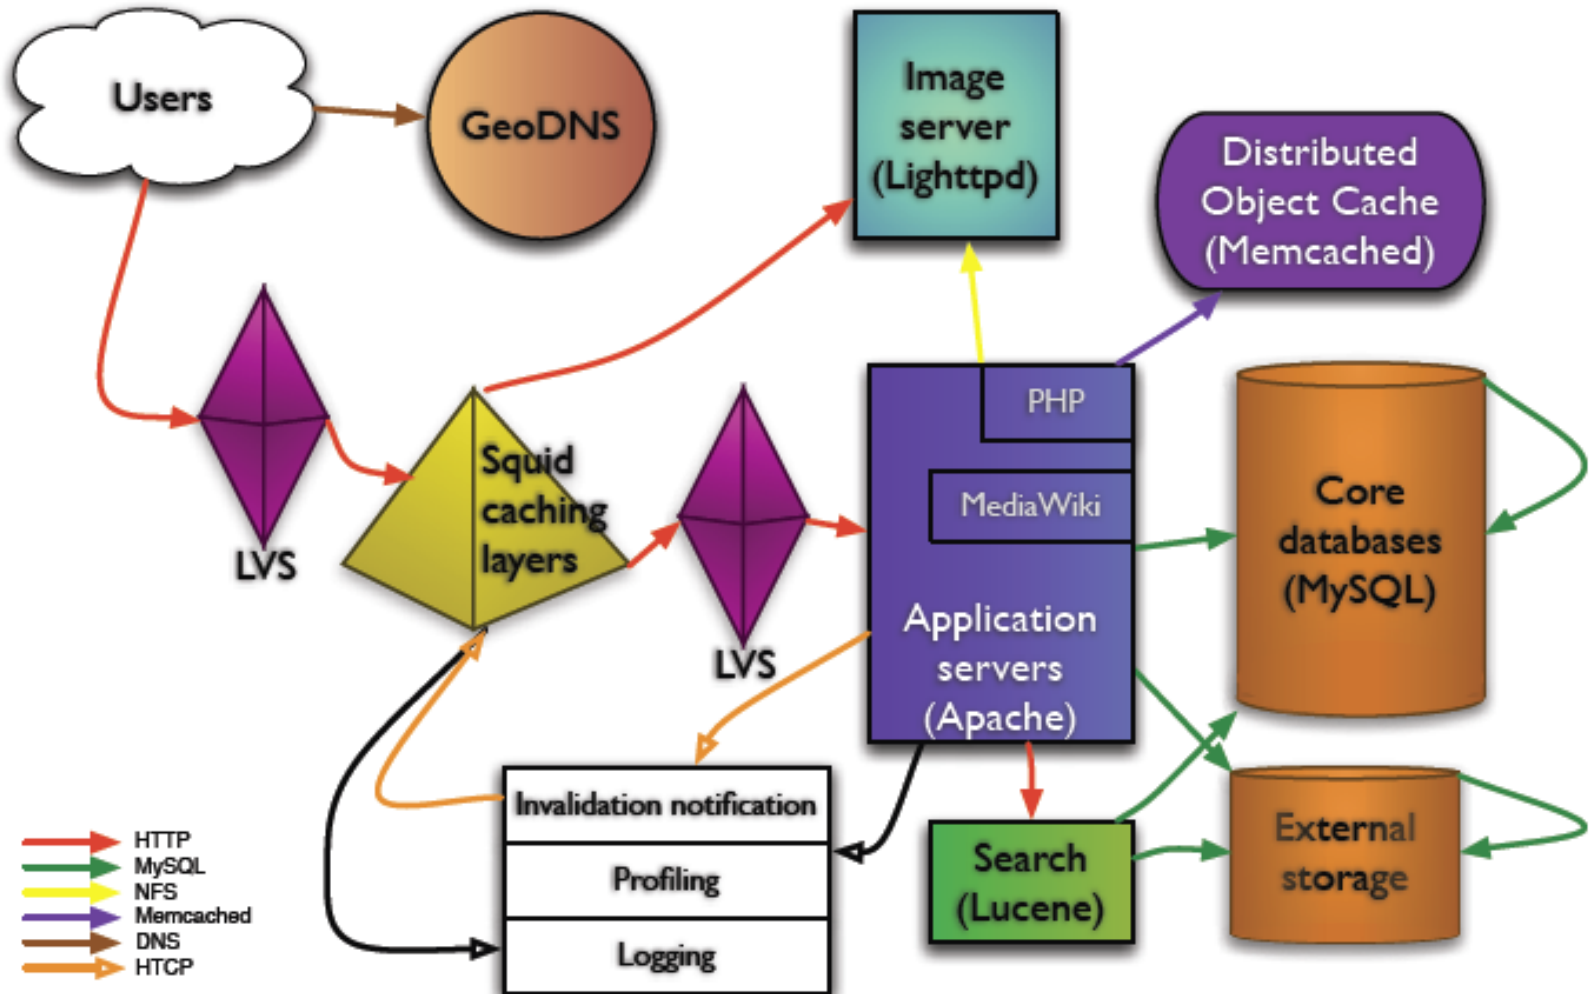 Users
GeoDNS
Image
server
(Lighttpd)
Distributed
Object Cache
(Memcached)
LVS
Squid
caching
layers
LVS
PHP
MediaWiki
Application
servers
(Apache)
Core
databases
(MySQL)
Invalidation notification
Profiling
Logging
Search
(Lucene)
External
storage
HTTP
MySQL
NFS
Memcached
DNS
HTCP